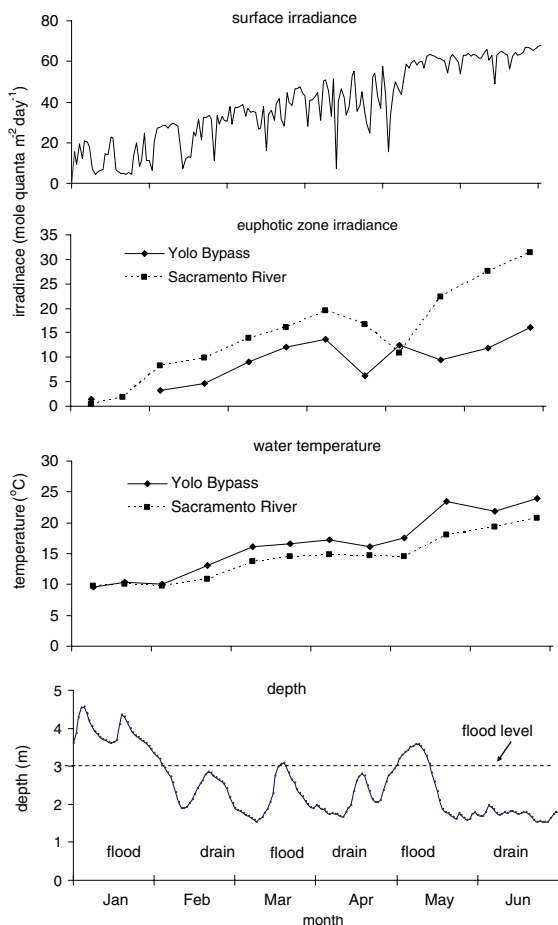 surface irradiance
80
60
40
20
0
irradinace (mole quanta m-2 day-1)
euphotic zone irradiance
35
30
25
20
15
10
5
0
Yolo Bypass
Sacramento River
water temperature
30
25
20
15
10
5
0
temperature (oC)
Yolo Bypass
Sacramento River
depth
5
4
3
2
1
0
depth (m)
flood level
flood drain flood drain flood drain
Jan Feb Mar Apr May Jun
month